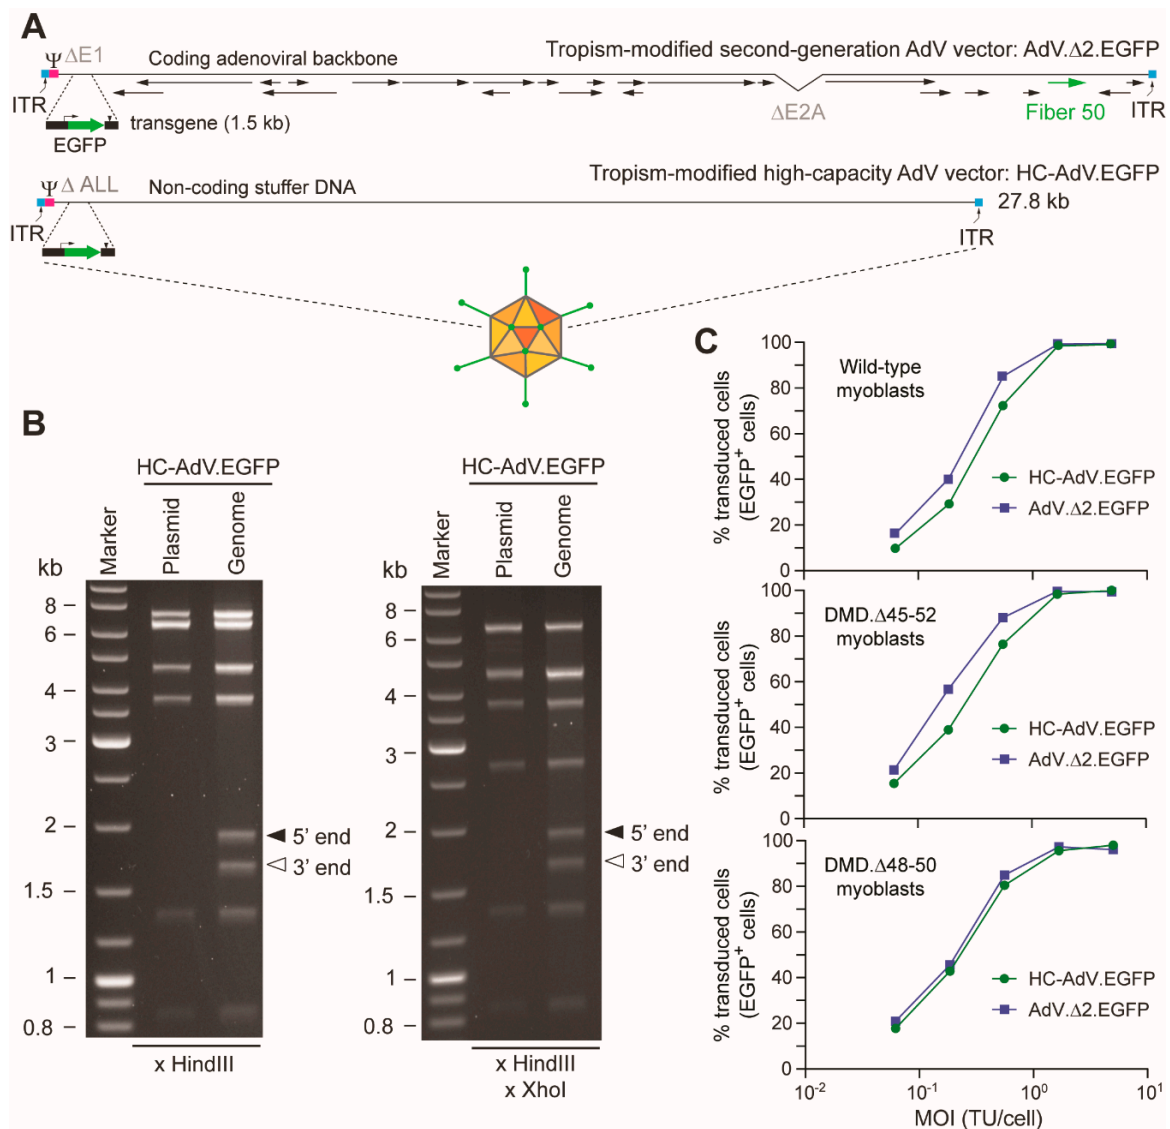 A
Ψ ΔE1
Coding adenoviral backbone
Tropism-modified second-generation AdV vector: AdV.Δ2.EGFP
ITR
transgene (1.5 kb)
EGFP
ΔE2A
Fiber 50
ITR
Ψ Δ ALL
Non-coding stuffer DNA
Tropism-modified high-capacity AdV vector: HC-AdV.EGFP
27.8 kb
ITR
ITR
B
HC-AdV.EGFP
Marker
Plasmid
Genome
kb
8
6
4
3
2
1.5
1
0.8
5' end
3' end
x HindIII
HC-AdV.EGFP
Marker
Plasmid
Genome
kb
8
6
4
3
2
1.5
1
0.8
5' end
3' end
x HindIII
x XhoI
C
% transduced cells
(EGFP+ cells)
100
80
60
40
20
0
Wild-type
myoblasts
HC-AdV.EGFP
AdV.Δ2.EGFP
% transduced cells
(EGFP+ cells)
100
80
60
40
20
0
DMD.Δ45-52
myoblasts
HC-AdV.EGFP
AdV.Δ2.EGFP
% transduced cells
(EGFP+ cells)
100
80
60
40
20
0
DMD.Δ48-50
myoblasts
HC-AdV.EGFP
AdV.Δ2.EGFP
10-2
10-1
100
101
MOI (TU/cell)